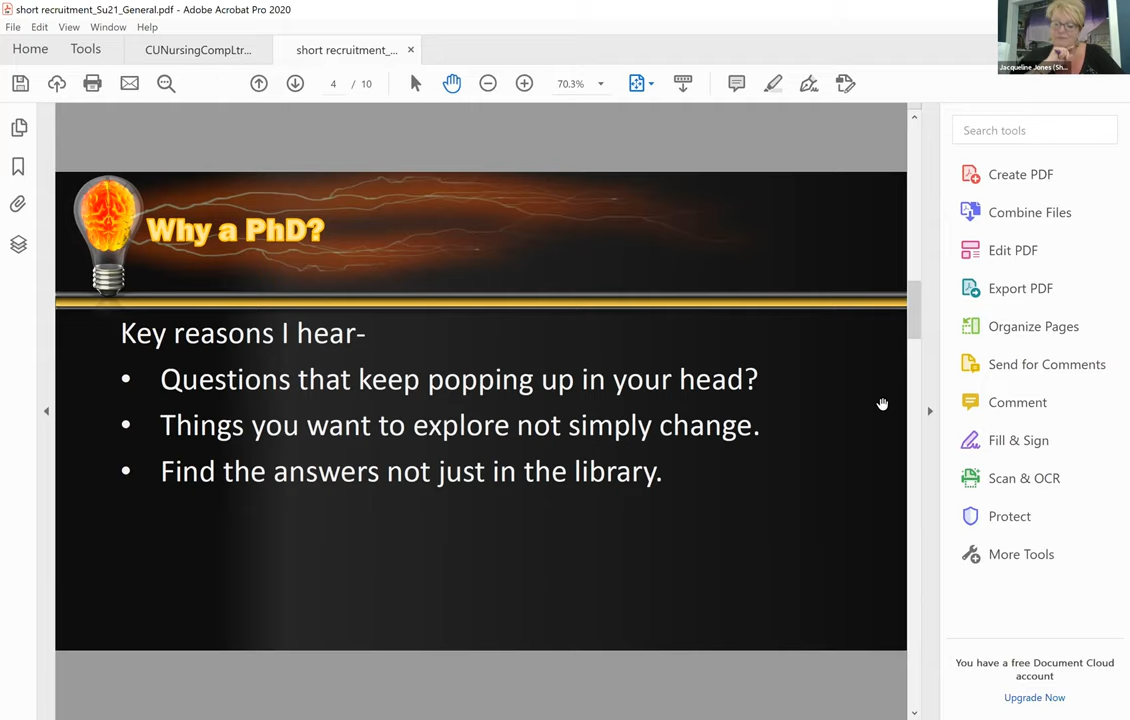 short recruitment_Su21_General.pdf - Adobe Acrobat Pro 2020
File Edit View Window Help
Home Tools CUNursingCompLtr... short recruitment_... ×
4 / 10 70.3%
Jacqueline Jones (Sh...
Why a PhD?
Key reasons I hear-
• Questions that keep popping up in your head?
• Things you want to explore not simply change.
• Find the answers not just in the library.
Search tools
Create PDF
Combine Files
Edit PDF
Export PDF
Organize Pages
Send for Comments
Comment
Fill & Sign
Scan & OCR
Protect
More Tools
You have a free Document Cloud
account
Upgrade Now